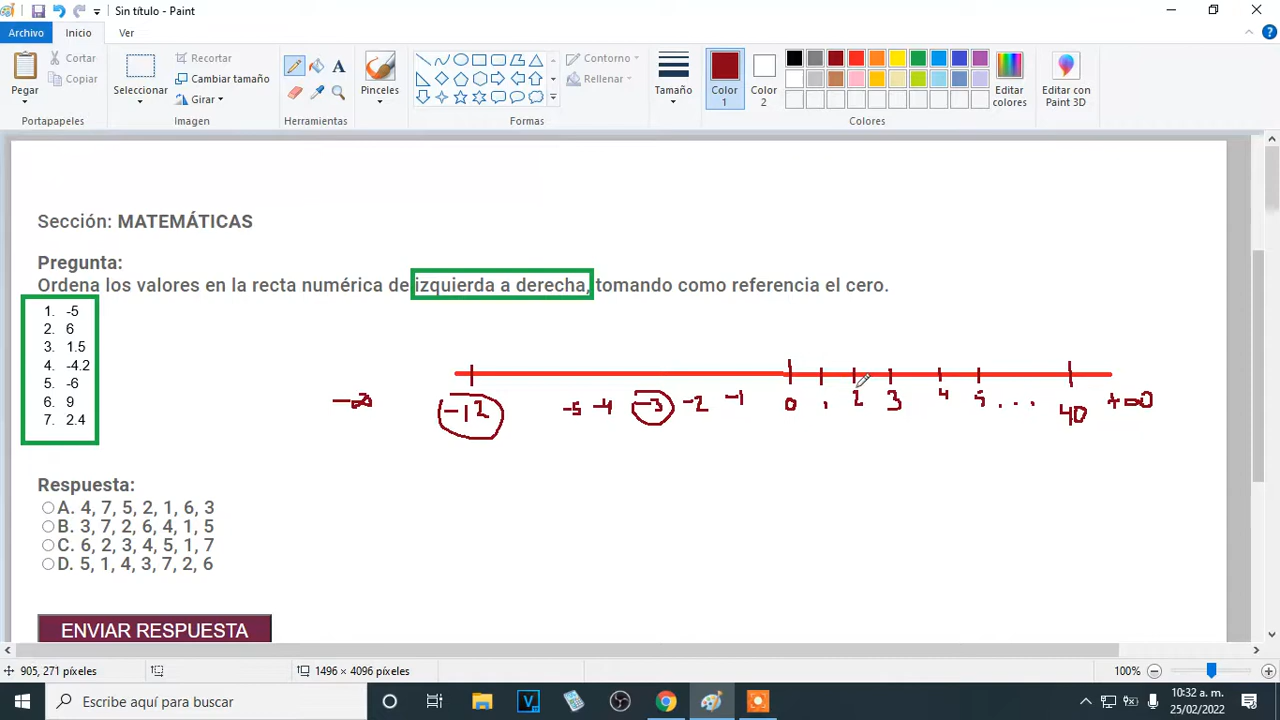 Sin título - Paint
Archivo Inicio Ver
Pegar
Cortar
Copiar
Portapapeles
Seleccionar
Recortar
Cambiar tamaño
Girar
Imagen
A
Herramientas
Pinceles
Contorno
Rellenar
Formas
Tamaño
Color 1
Color 2
Editar colores
Colores
Editar con Paint 3D
Sección: MATEMÁTICAS
Pregunta:
Ordena los valores en la recta numérica de izquierda a derecha, tomando como referencia el cero.
1. -5
2. 6
3. 1.5
4. -4.2
5. -6
6. 9
7. 2.4
-∞ -12 -5 -4 -3 -2 -1 0 1 2 3 4 5 ... 40 +∞
Respuesta:
A. 4, 7, 5, 2, 1, 6, 3
B. 3, 7, 2, 6, 4, 1, 5
C. 6, 2, 3, 4, 5, 1, 7
D. 5, 1, 4, 3, 7, 2, 6
ENVIAR RESPUESTA
905, 271 píxeles 1496 × 4096 píxeles 100%
Escribe aquí para buscar
10:32 a. m.
25/02/2022